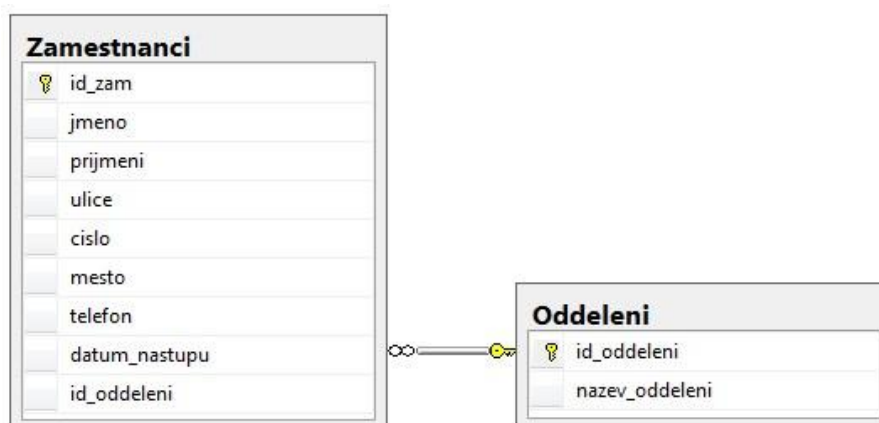 Zamestnanci
id_zam
jmeno
prijmeni
ulice
cislo
mesto
telefon
datum_nastupu
id_oddeleni
Oddeleni
id_oddeleni
nazev_oddeleni